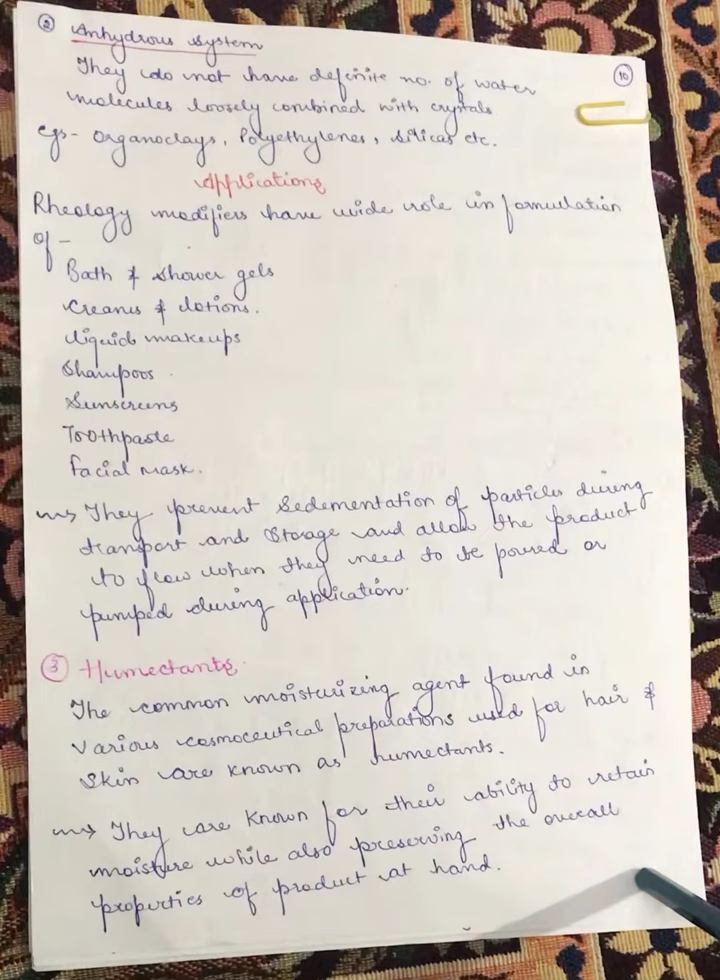 ② Anhydrous System
⑩
They do not have definite no. of water
molecules loosely combined with crystals
egs- Organoclays, Polyethylenes, Silicas etc.
Applications
Rheology modifiers have wide role in formulation
of -
Bath & Shower gels
Creams & lotions.
Liquid makeups
Shampoos.
Sunscreens
Toothpaste
Facial Mask.
→ They prevent Sedementation of particles during
transport and storage and allow the product
to flow when they need to be poured or
pumped during application.
③ Humectants.
The common moisturizing agent found in
various cosmoceutical preparations used for hair &
skin are known as humectants.
→ They are known for their ability to retain
moisture while also preserving the overall
properties of product at hand.